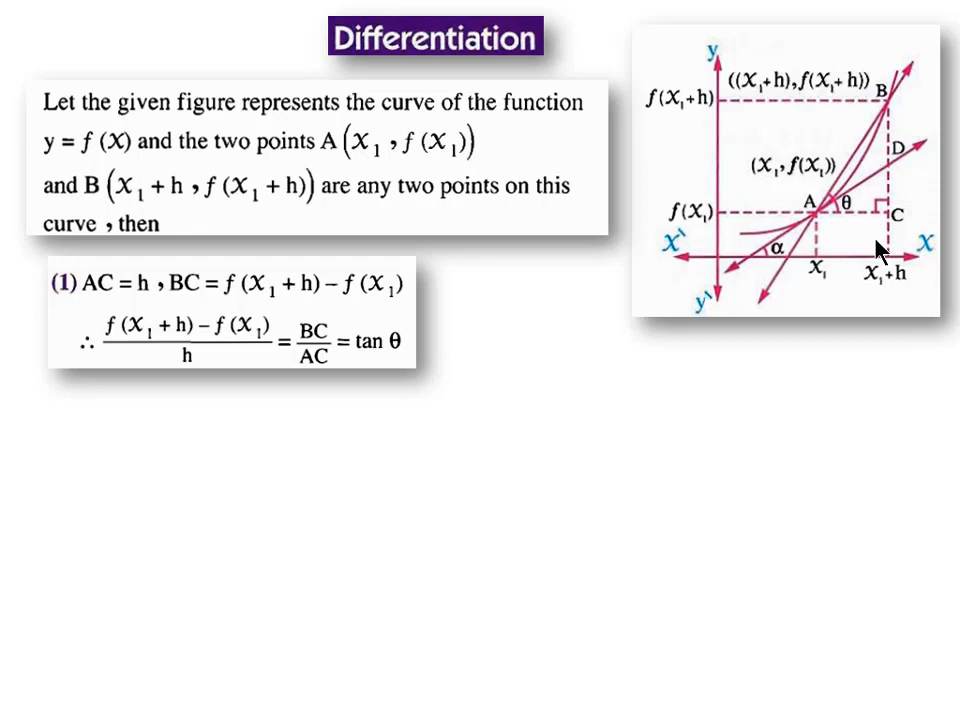 Differentiation
Let the given figure represents the curve of the function
y = f (x) and the two points A (x₁ , f (x₁))
and B (x₁ + h , f (x₁ + h)) are any two points on this
curve , then
(1) AC = h , BC = f (x₁ + h) – f (x₁)
∴ f (x₁ + h) – f (x₁) / h = BC / AC = tan θ
y
((x₁+h),f(x₁+h))
B
f(x₁+h)
D
(x₁,f(x₁))
A
θ
f(x₁)
C
x'
α
x
x₁
x₁+h
y'